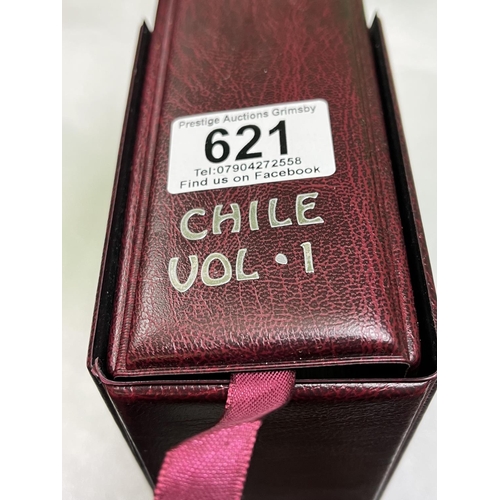 Prestige Auctions Grimsby
621
Tel:07904272558
Find us on Facebook
CHILE
VOL · 1